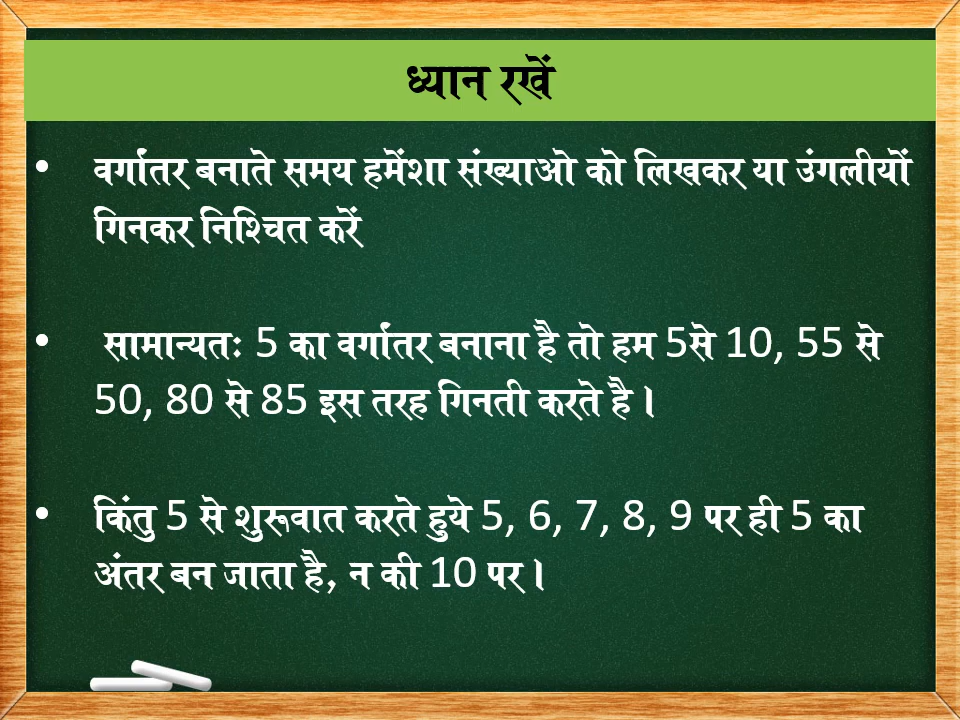 ध्यान रखें
• वर्गांतर बनाते समय हमेंशा संख्याओ को लिखकर या उंगलीयों
गिनकर निश्चित करें
• सामान्यतः 5 का वर्गांतर बनाना है तो हम 5से 10, 55 से
50, 80 से 85 इस तरह गिनती करते है ।
• किंतु 5 से शुरूवात करते हुये 5, 6, 7, 8, 9 पर ही 5 का
अंतर बन जाता है, न की 10 पर ।